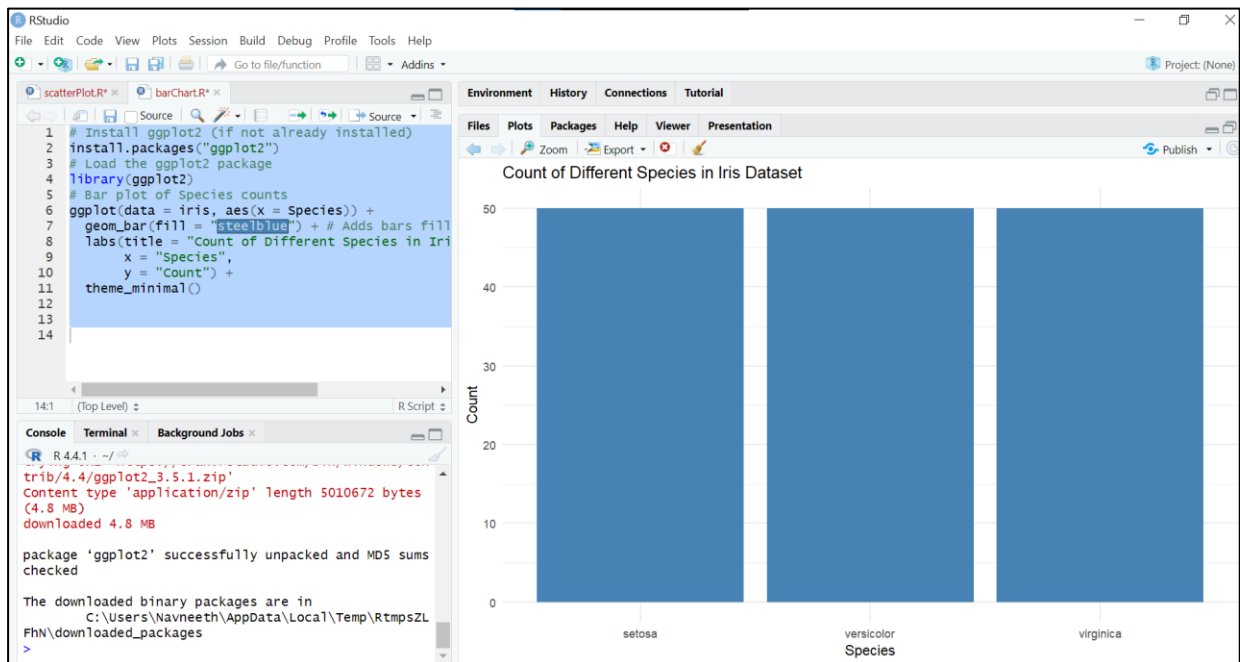 RStudio
File Edit Code View Plots Session Build Debug Profile Tools Help
Go to file/function Addins
Project: (None)
scatterPlot.R* barChart.R*
Source Source
1 # Install ggplot2 (if not already installed)
2 install.packages("ggplot2")
3 # Load the ggplot2 package
4 library(ggplot2)
5 # Bar plot of Species counts
6 ggplot(data = iris, aes(x = Species)) +
7 geom_bar(fill = "steelblue") + # Adds bars fill
8 labs(title = "Count of Different Species in Iri
9 x = "Species",
10 y = "Count") +
11 theme_minimal()
12
13
14
14:1 (Top Level) R Script
Console Terminal Background Jobs
R 4.4.1 · ~/
trib/4.4/ggplot2_3.5.1.zip'
Content type 'application/zip' length 5010672 bytes
(4.8 MB)
downloaded 4.8 MB
package ‘ggplot2’ successfully unpacked and MD5 sums
checked
The downloaded binary packages are in
C:\Users\Navneeth\AppData\Local\Temp\RtmpsZL
FhN\downloaded_packages
>
Environment History Connections Tutorial
Files Plots Packages Help Viewer Presentation
Zoom Export Publish
Count of Different Species in Iris Dataset
50
40
30
20
10
0
Count
setosa versicolor virginica
Species